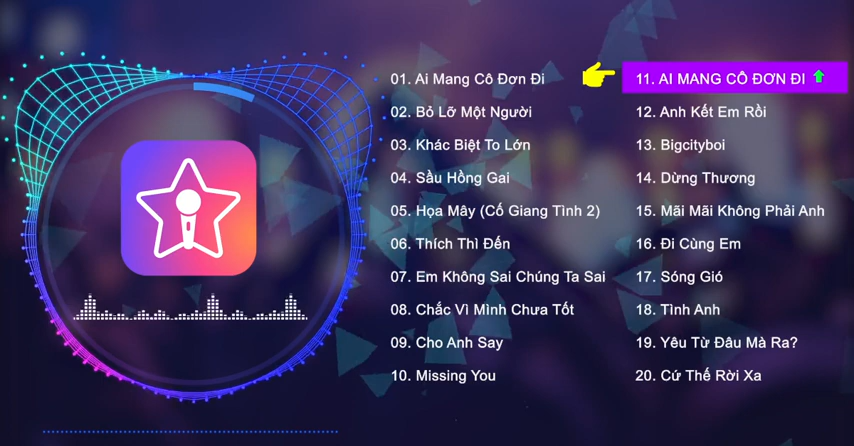 01. Ai Mang Cô Đơn Đi
02. Bỏ Lỡ Một Người
03. Khác Biệt To Lớn
04. Sầu Hồng Gai
05. Họa Mây (Cố Giang Tình 2)
06. Thích Thì Đến
07. Em Không Sai Chúng Ta Sai
08. Chắc Vì Mình Chưa Tốt
09. Cho Anh Say
10. Missing You
11. AI MANG CÔ ĐƠN ĐI
12. Anh Kết Em Rồi
13. Bigcityboi
14. Dừng Thương
15. Mãi Mãi Không Phải Anh
16. Đi Cùng Em
17. Sóng Gió
18. Tình Anh
19. Yêu Từ Đâu Mà Ra?
20. Cứ Thế Rời Xa